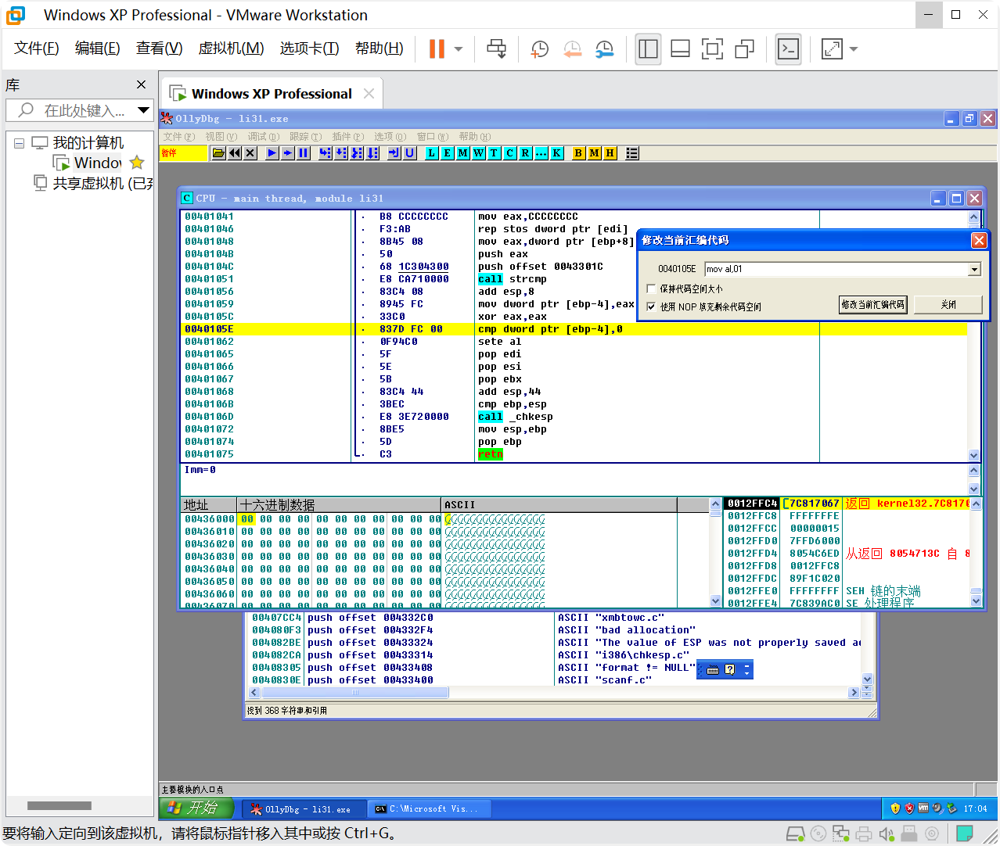 Windows XP Professional - VMware Workstation
文件(F) 编辑(E) 查看(V) 虚拟机(M) 选项卡(T) 帮助(H)
库
在此处键入...
我的计算机
Windov
共享虚拟机 (已弃
Windows XP Professional
OllyDbg - li31.exe
文件(F) 视图(V) 调试(D) 跟踪(T) 插件(P) 选项(O) 窗口(W) 帮助(H)
暂停
L E M W T C R ... K B M H
CPU - main thread, module li31
00401041 B8 CCCCCCCC mov eax,CCCCCCCC
00401046 F3:AB rep stos dword ptr [edi]
00401048 8B45 08 mov eax,dword ptr [ebp+8]
0040104B 50 push eax
0040104C 68 1C304300 push offset 0043301C
00401051 E8 CA710000 call strcmp
00401056 83C4 08 add esp,8
00401059 8945 FC mov dword ptr [ebp-4],eax
0040105C 33C0 xor eax,eax
0040105E 837D FC 00 cmp dword ptr [ebp-4],0
00401062 0F94C0 sete al
00401065 5F pop edi
00401066 5E pop esi
00401067 5B pop ebx
00401068 83C4 44 add esp,44
0040106B 3BEC cmp ebp,esp
0040106D E8 3E720000 call _chkesp
00401072 8BE5 mov esp,ebp
00401074 5D pop ebp
00401075 C3 retn
修改当前汇编代码
0040105E mov al,01
保持代码空间大小
使用 NOP 填充剩余代码空间
修改当前汇编代码 关闭
Imm=0
地址 十六进制数据 ASCII
00436000 00 00 00 00 00 00 00 00 00 00 00 @@@@@@@@@@@@@@@@
00436010 00 00 00 00 00 00 00 00 00 00 00 @@@@@@@@@@@@@@@@
00436020 00 00 00 00 00 00 00 00 00 00 00 @@@@@@@@@@@@@@@@
00436030 00 00 00 00 00 00 00 00 00 00 00 @@@@@@@@@@@@@@@@
00436040 00 00 00 00 00 00 00 00 00 00 00 @@@@@@@@@@@@@@@@
00436050 00 00 00 00 00 00 00 00 00 00 00 @@@@@@@@@@@@@@@@
00436060 00 00 00 00 00 00 00 00 00 00 00 @@@@@@@@@@@@@@@@
00436070 00 00 00 00 00 00 00 00 00 00 00 @@@@@@@@@@@@@@@@
0012FFC4 7C817067 返回 kernel32.7C8170
0012FFC8 FFFFFFFE
0012FFCC 00000015
0012FFD0 7FFD6000
0012FFD4 8054C6ED 从返回 8054713C 自 8
0012FFD8 0012FFC8
0012FFDC 89F1C020
0012FFE0 FFFFFFFF SEH 链的末端
0012FFE4 7C839AC0 SE 处理程序
00407CC4 push offset 004332C0 ASCII "xmbtowc.c"
004080F3 push offset 004332F4 ASCII "bad allocation"
004082BE push offset 00433324 ASCII "The value of ESP was not properly saved ac
004082CA push offset 00433314 ASCII "i386\chkesp.c"
00408305 push offset 00433408 ASCII "format != NULL"
0040830E push offset 00433400 ASCII "scanf.c"
找到 368 字符串和引用
主要模块的入口点
开始 OllyDbg - li31.exe C:\Microsoft Vis... 17:04
要将输入定向到该虚拟机，请将鼠标指针移入其中或按 Ctrl+G。